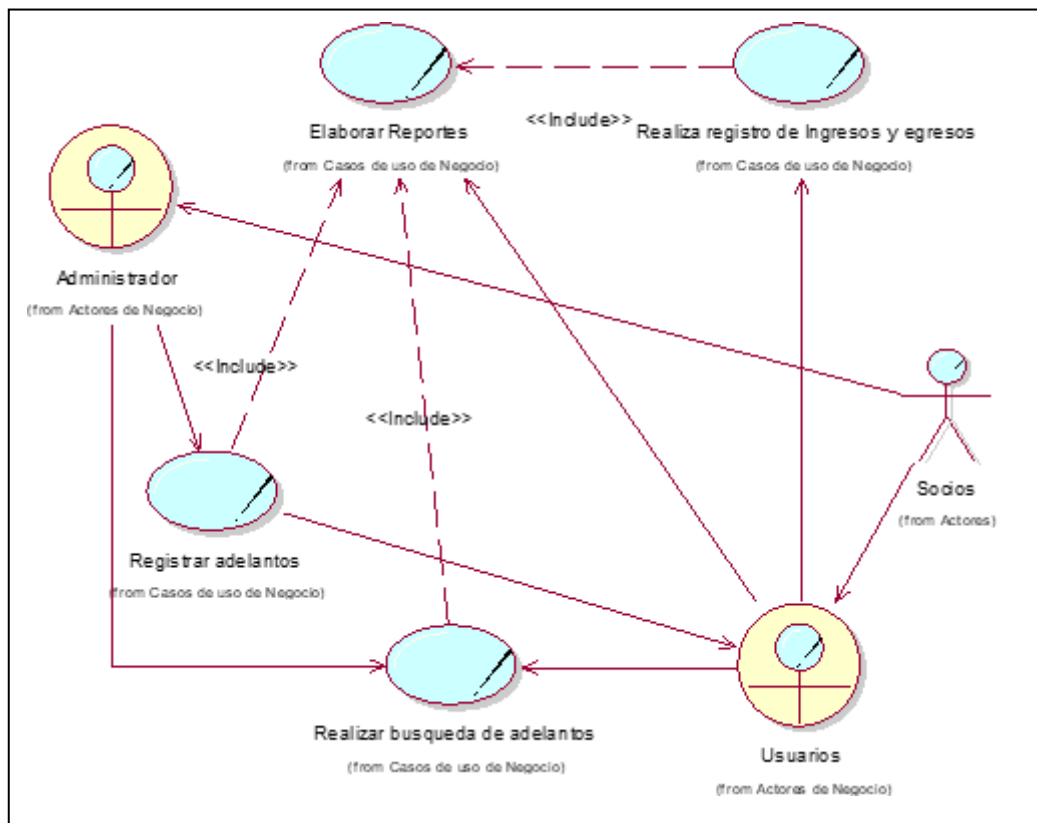 Elaborar Reportes
(from Casos de uso de Negocio)
<<Include>>
Realiza registro de Ingresos y egresos
(from Casos de uso de Negocio)
Administrador
(from Actores de Negocio)
<<Include>>
<<Include>>
Socios
(from Actores)
Registrar adelantos
(from Casos de uso de Negocio)
Realizar busqueda de adelantos
(from Casos de uso de Negocio)
Usuarios
(from Actores de Negocio)